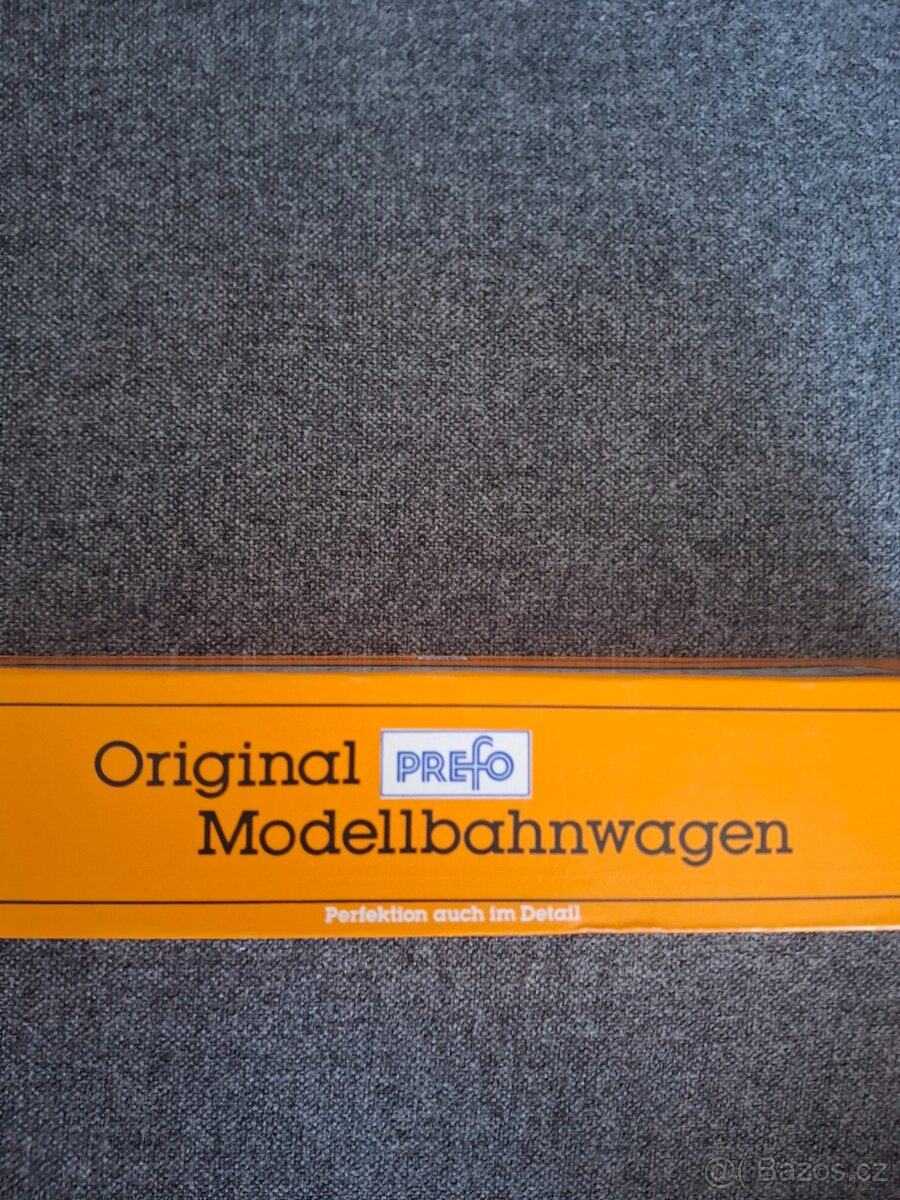 Original PREfo
Modellbahnwagen
Perfektion auch im Detail
@( Bazos.cz